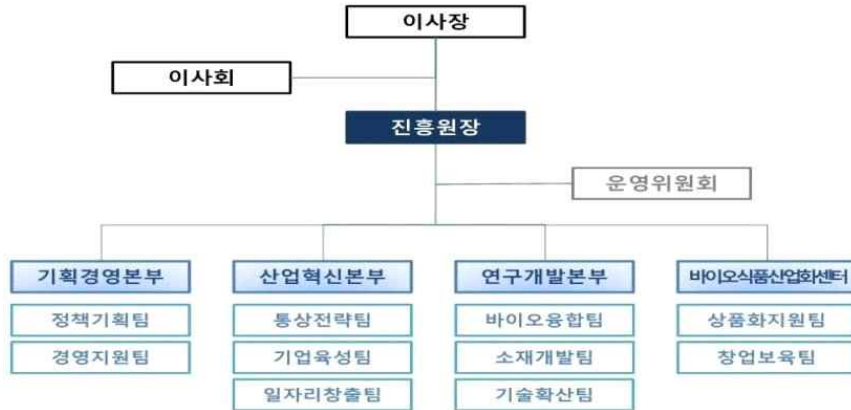 이사장
이사회
진흥원장
운영위원회
기획경영본부
정책기획팀
경영지원팀
산업혁신본부
통상전략팀
기업육성팀
일자리창출팀
연구개발본부
바이오융합팀
소재개발팀
기술확산팀
바이오식품산업화센터
상품화지원팀
창업보육팀